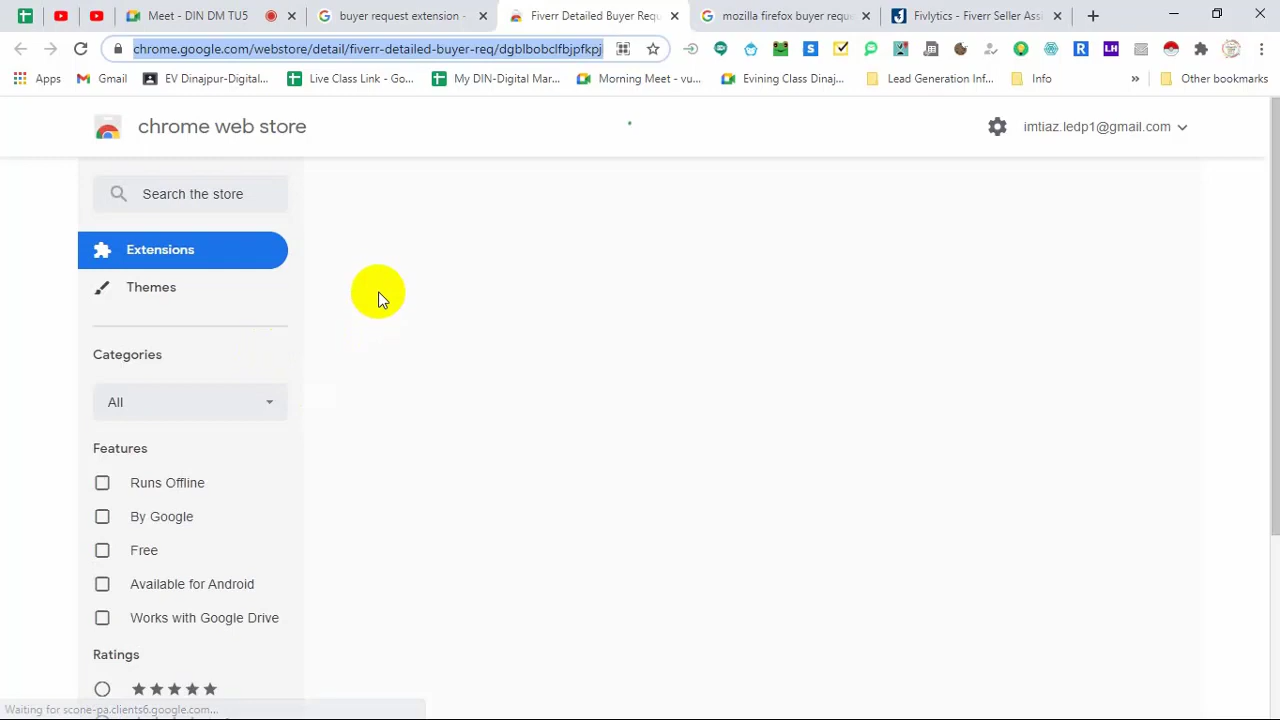 Meet - DIN DM TU5
buyer request extension -
Fiverr Detailed Buyer Requ
mozilla firefox buyer reque
Fivlytics - Fiverr Seller Assi
chrome.google.com/webstore/detail/fiverr-detailed-buyer-req/dgblbobclfbjpfkpj
Apps
Gmail
EV Dinajpur-Digital...
Live Class Link - Go...
My DIN-Digital Mar...
Morning Meet - vu...
Evining Class Dinaj...
Lead Generation Inf...
Info
»
Other bookmarks
chrome web store
imtiaz.ledp1@gmail.com
Search the store
Extensions
Themes
Categories
All
Features
Runs Offline
By Google
Free
Available for Android
Works with Google Drive
Ratings
Waiting for scone-pa.clients6.google.com...